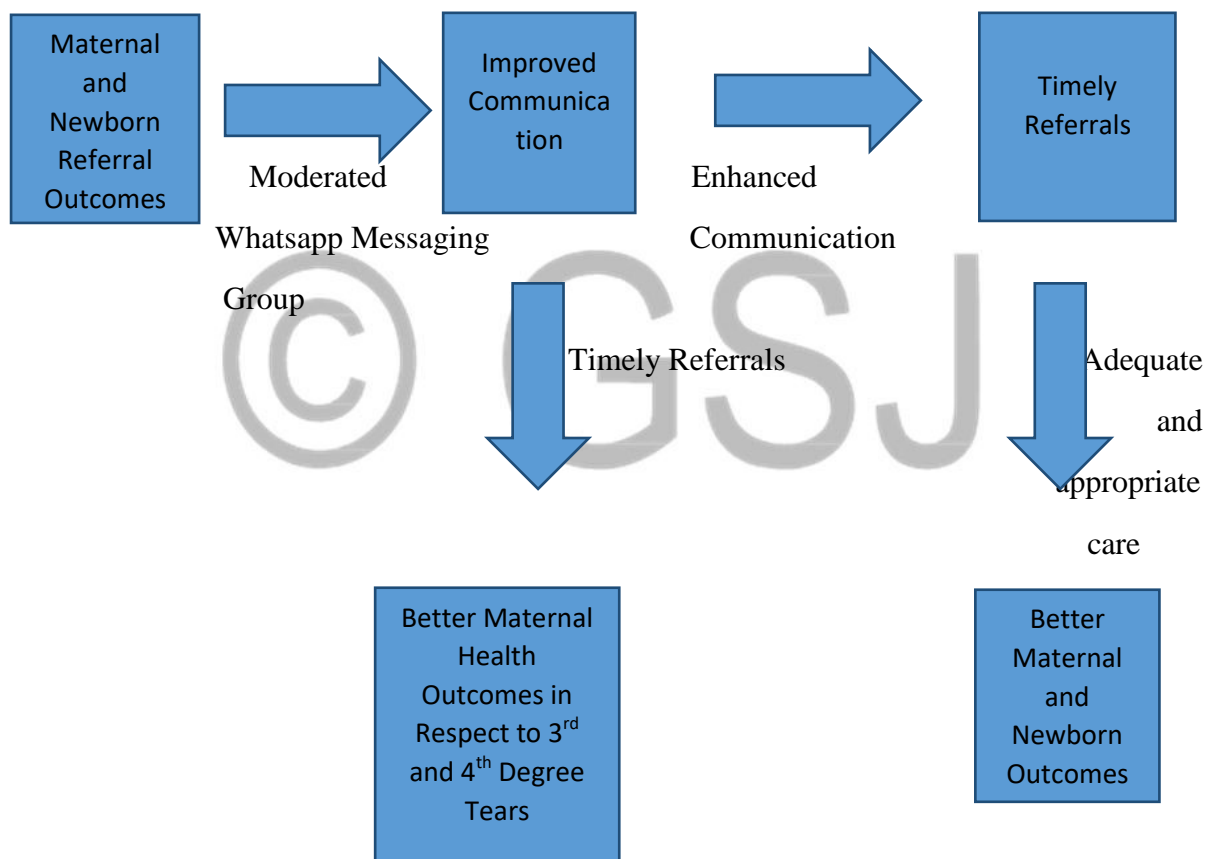 Maternal
and
Newborn
Referral
Outcomes
Improved
Communica
tion
Timely
Referrals
Moderated
Whatsapp Messaging
Group
Enhanced
Communication
© GSJ
Timely Referrals
Adequate
and
appropriate
care
Better Maternal
Health
Outcomes in
Respect to 3rd
and 4th Degree
Tears
Better
Maternal
and
Newborn
Outcomes